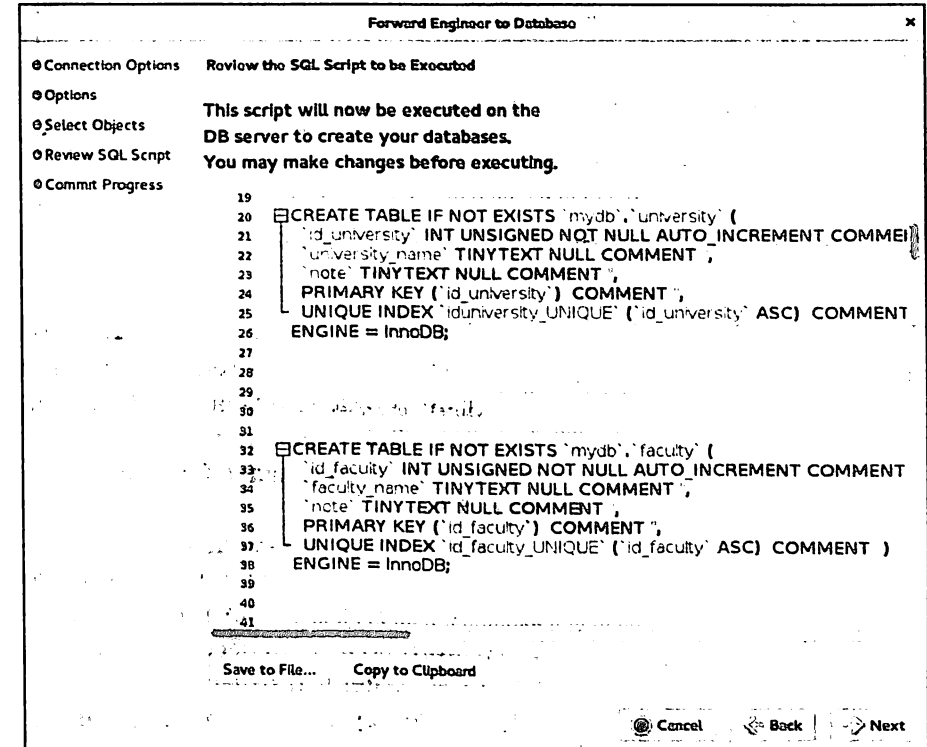 Forward Engineer to Database
Connection Options
Options
Select Objects
Review SQL Script
Commit Progress
Review the SQL Script to be Executed
This script will now be executed on the
DB server to create your databases.
You may make changes before executing.
19
20 CREATE TABLE IF NOT EXISTS `mydb`.`university` (
21 `id_university` INT UNSIGNED NOT NULL AUTO_INCREMENT COMMEI
22 `university_name` TINYTEXT NULL COMMENT ',
23 `note` TINYTEXT NULL COMMENT '',
24 PRIMARY KEY (`id_university`) COMMENT '',
25 UNIQUE INDEX `iduniversity_UNIQUE` (`id_university` ASC) COMMENT
26 ENGINE = InnoDB;
27
28
29
30 `faculty`
31
32 CREATE TABLE IF NOT EXISTS `mydb`.`faculty` (
33 `id_faculty` INT UNSIGNED NOT NULL AUTO_INCREMENT COMMENT
34 `faculty_name` TINYTEXT NULL COMMENT '',
35 `note` TINYTEXT NULL COMMENT ',
36 PRIMARY KEY (`id_faculty`) COMMENT '',
37 UNIQUE INDEX `id_faculty_UNIQUE` (`id_faculty` ASC) COMMENT )
38 ENGINE = InnoDB;
39
40
41
Save to File... Copy to Clipboard
Cancel Back Next